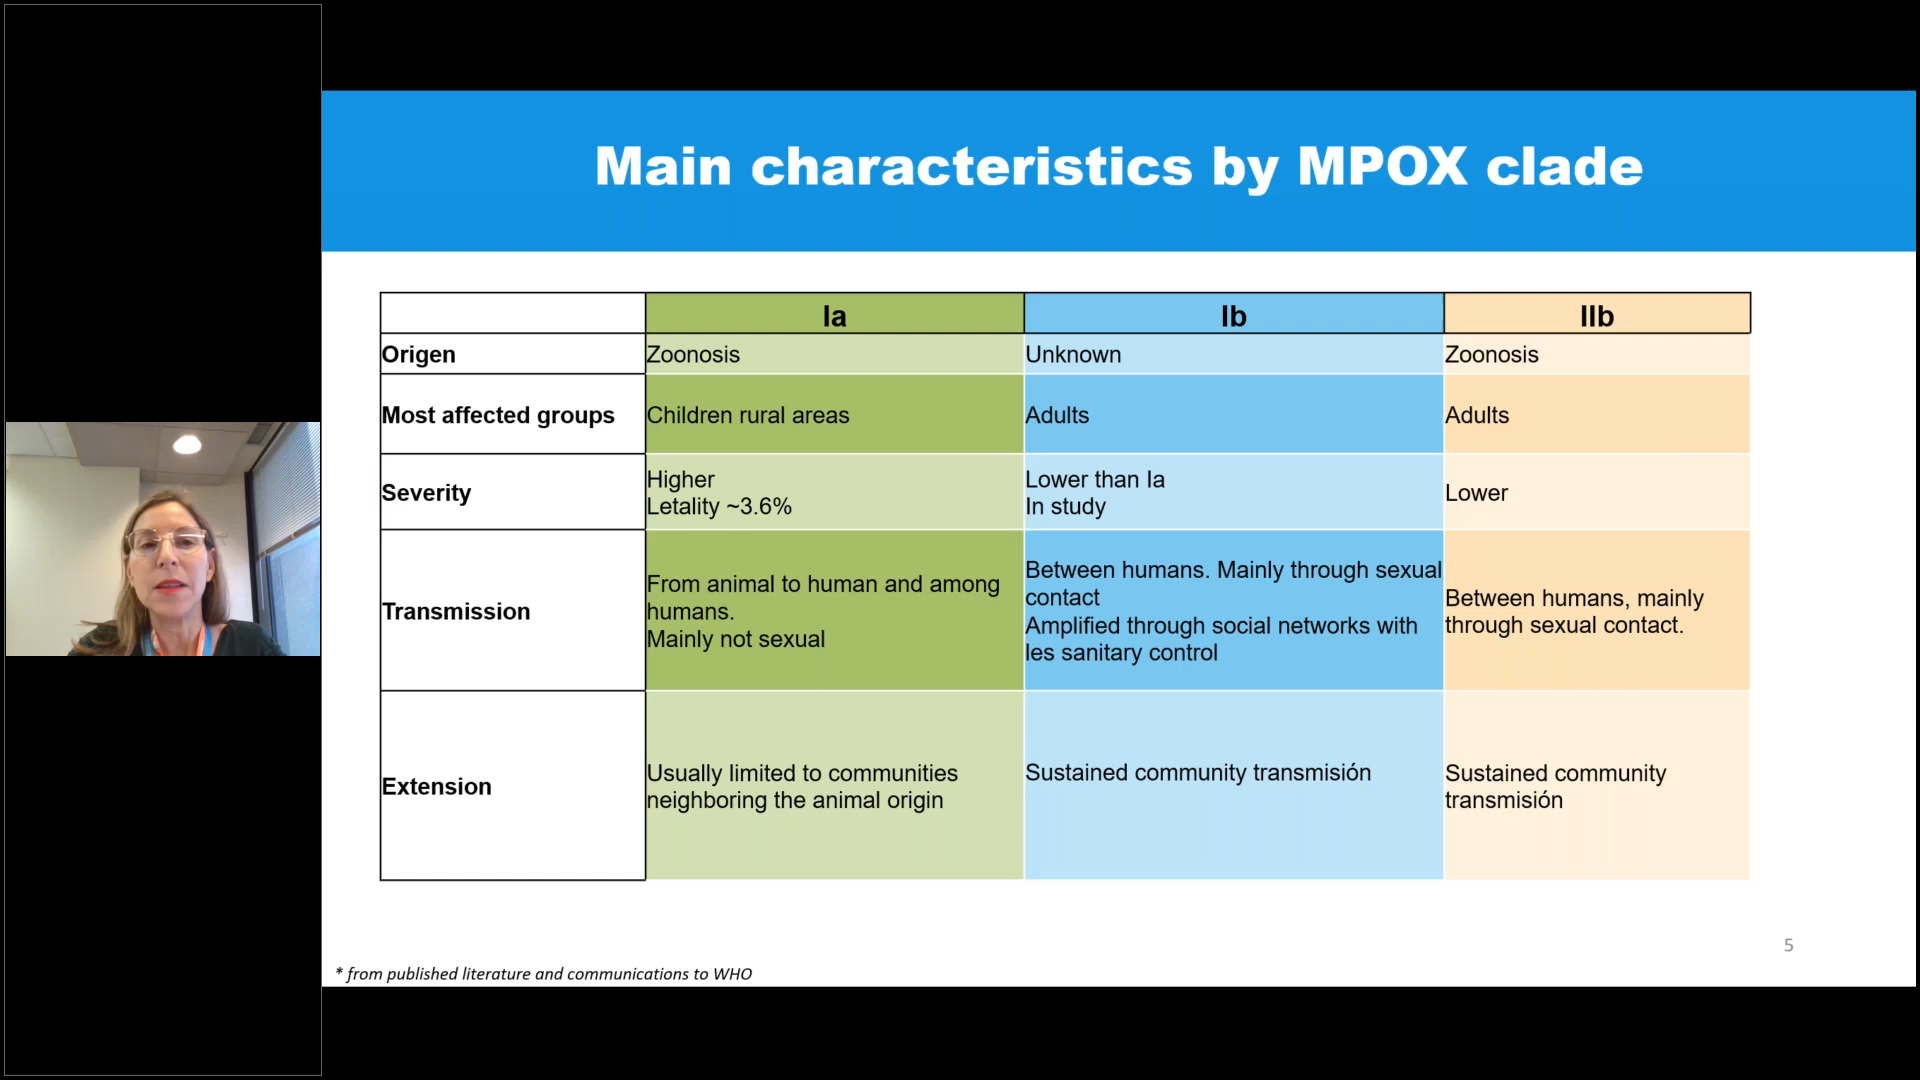 Main characteristics by MPOX clade
Ia
Ib
IIb
Origen
Zoonosis
Unknown
Zoonosis
Most affected groups
Children rural areas
Adults
Adults
Severity
Higher
Letality ~3.6%
Lower than Ia
In study
Lower
Transmission
From animal to human and among
humans.
Mainly not sexual
Between humans. Mainly through sexual
contact
Amplified through social networks with
les sanitary control
Between humans, mainly
through sexual contact.
Extension
Usually limited to communities
neighboring the animal origin
Sustained community transmisión
Sustained community
transmisión
5
* from published literature and communications to WHO